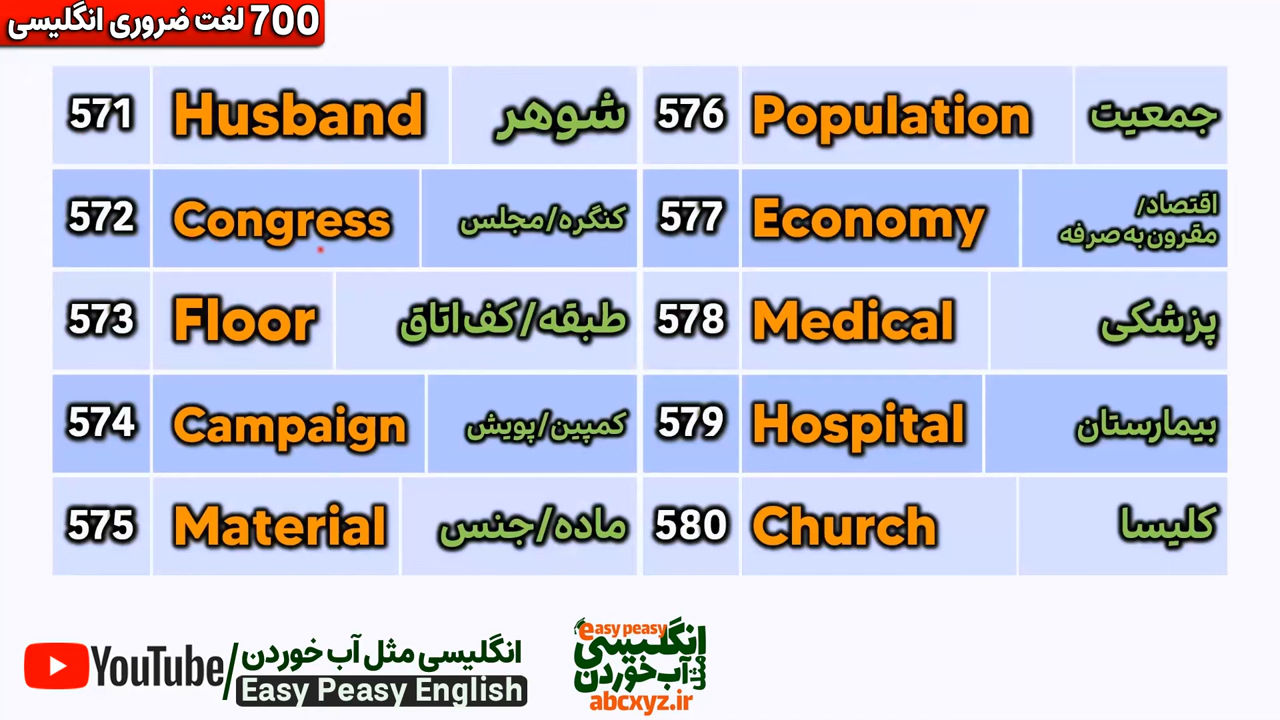 700 لغت ضروری انگلیسی
571 Husband شوهر
572 Congress کنگره/مجلس
573 Floor طبقه/کف‌اتاق
574 Campaign کمپین/پویش
575 Material ماده/جنس
576 Population جمعیت
577 Economy اقتصاد/
مقرون‌به‌صرفه
578 Medical پزشکی
579 Hospital بیمارستان
580 Church کلیسا
YouTube/انگلیسی مثل آب خوردن
Easy Peasy English
easy peasy
انگلیسی
مثل آب خوردن
abcxyz.ir